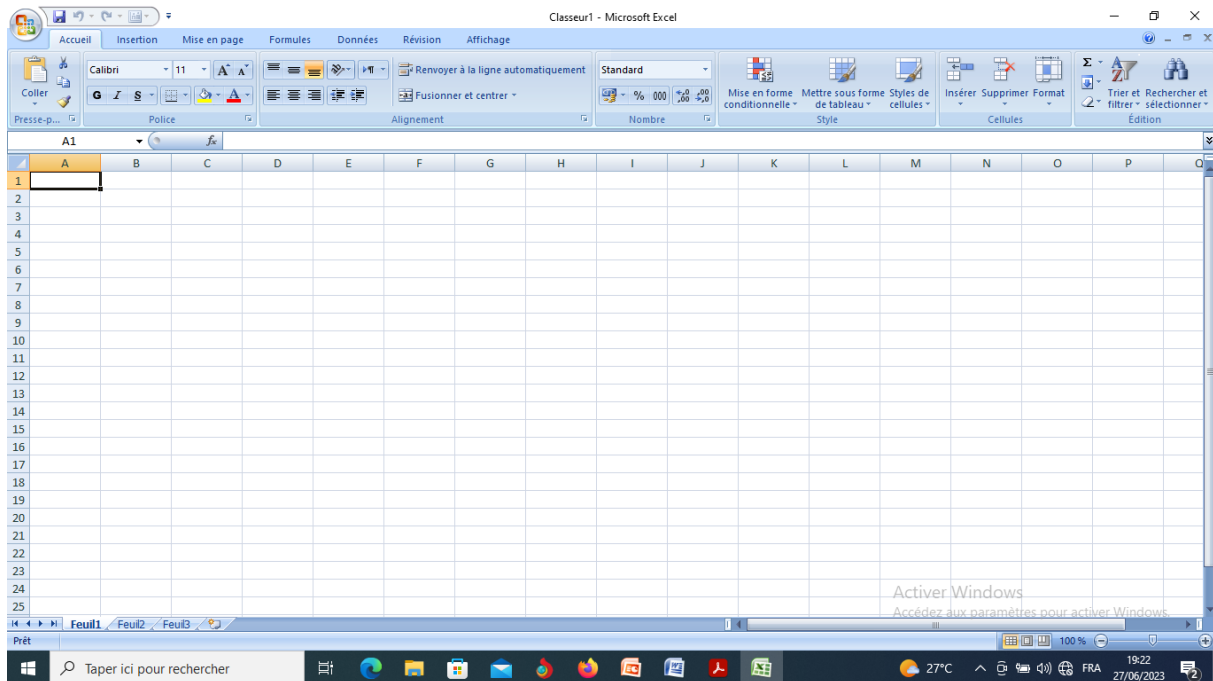 Classeur1 - Microsoft Excel
Accueil Insertion Mise en page Formules Données Révision Affichage
Coller
Calibri 11 A A
G I S A
Renvoyer à la ligne automatiquement
Fusionner et centrer
Standard
% 000 ,00 ,00
Mise en forme conditionnelle
Mettre sous forme de tableau
Styles de cellules
Insérer Supprimer Format
Σ
Trier et filtrer
Rechercher et sélectionner
Presse-p... Police Alignement Nombre Style Cellules Édition
A1 fx
A B C D E F G H I J K L M N O P Q
1
2
3
4
5
6
7
8
9
10
11
12
13
14
15
16
17
18
19
20
21
22
23
24
25
Activer Windows
Accédez aux paramètres pour activer Windows.
Feuil1 Feuil2 Feuil3
Prêt 100 %
Taper ici pour rechercher 27°C FRA 19:22
27/06/2023 2